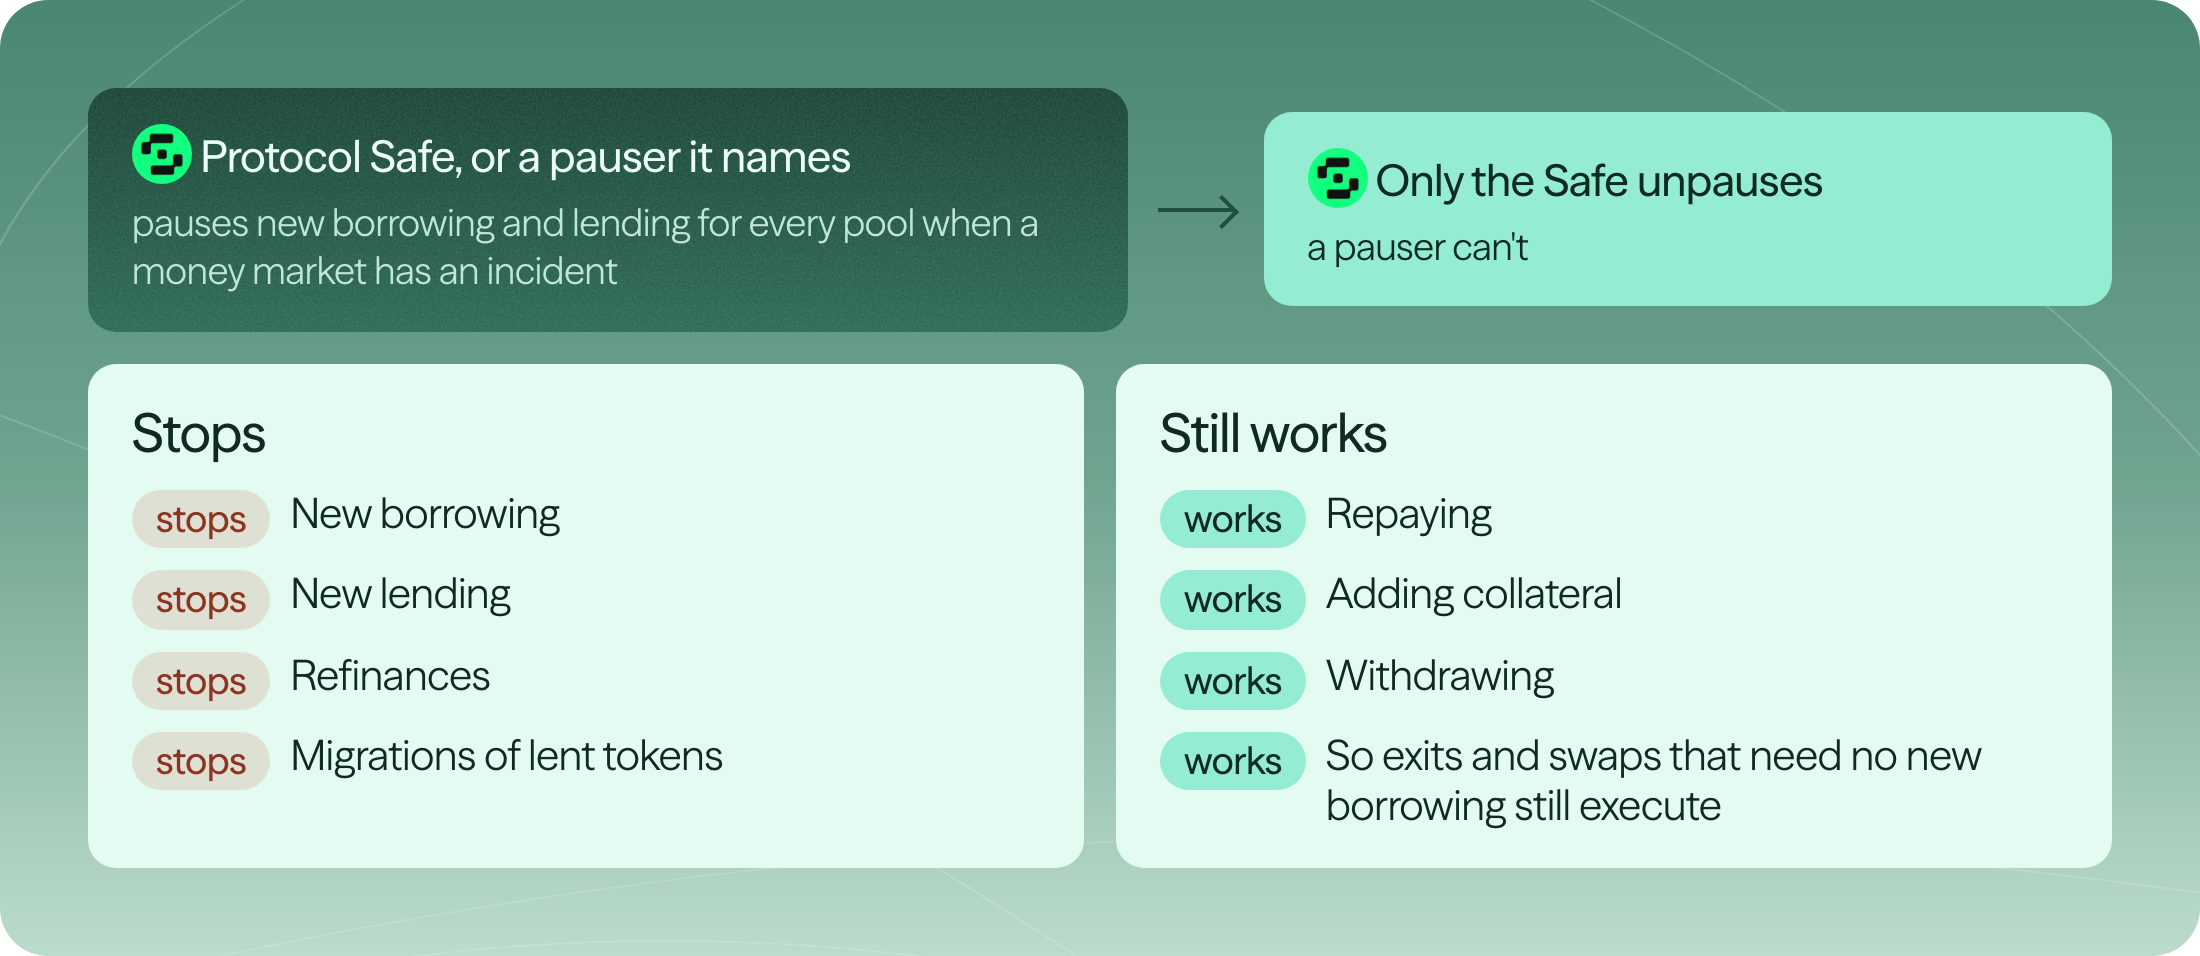 Protocol Safe, or a pauser it names
pauses new borrowing and lending for every pool when a
money market has an incident
Only the Safe unpauses
a pauser can't
Stops
stops New borrowing
stops New lending
stops Refinances
stops Migrations of lent tokens
Still works
works Repaying
works Adding collateral
works Withdrawing
works So exits and swaps that need no new
borrowing still execute